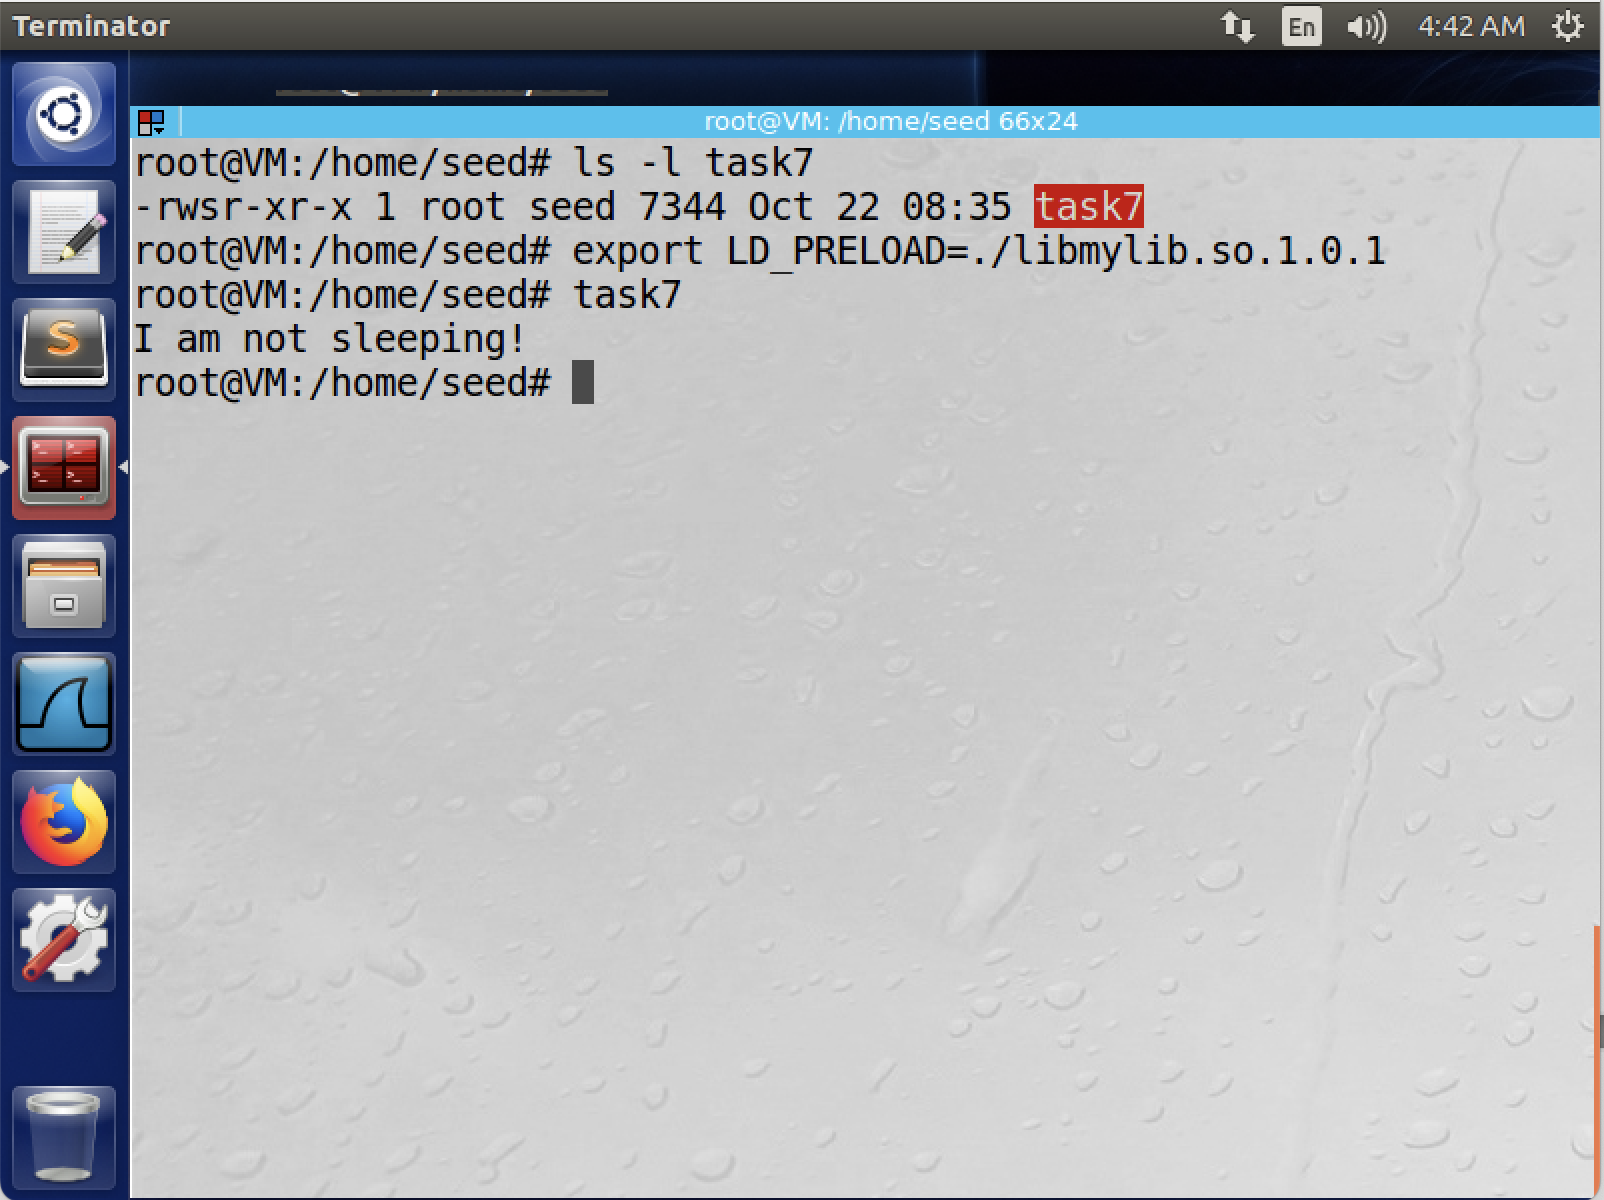 Terminator
En
4:42 AM
root@VM: /home/seed 66x24
root@VM:/home/seed# ls -l task7
-rwsr-xr-x 1 root seed 7344 Oct 22 08:35 task7
root@VM:/home/seed# export LD_PRELOAD=./libmylib.so.1.0.1
root@VM:/home/seed# task7
I am not sleeping!
root@VM:/home/seed#